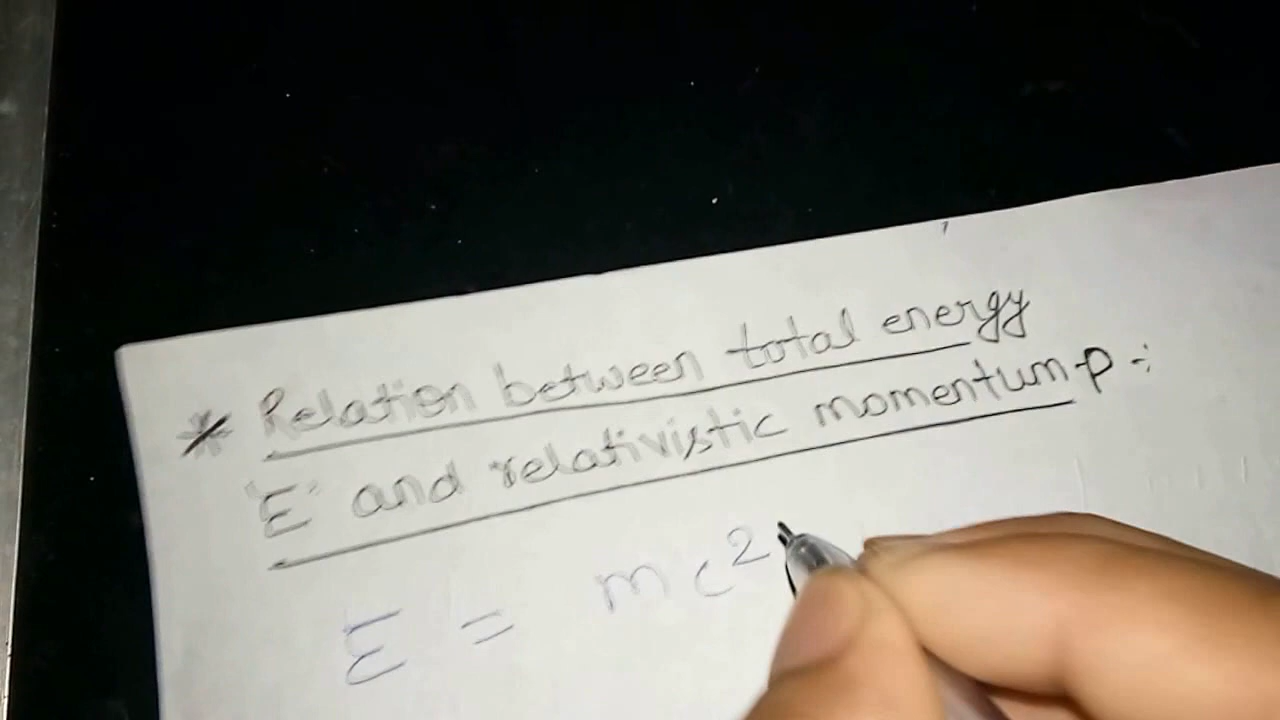 * Relation between total energy
'E' and relativistic momentum p :
E = mc²